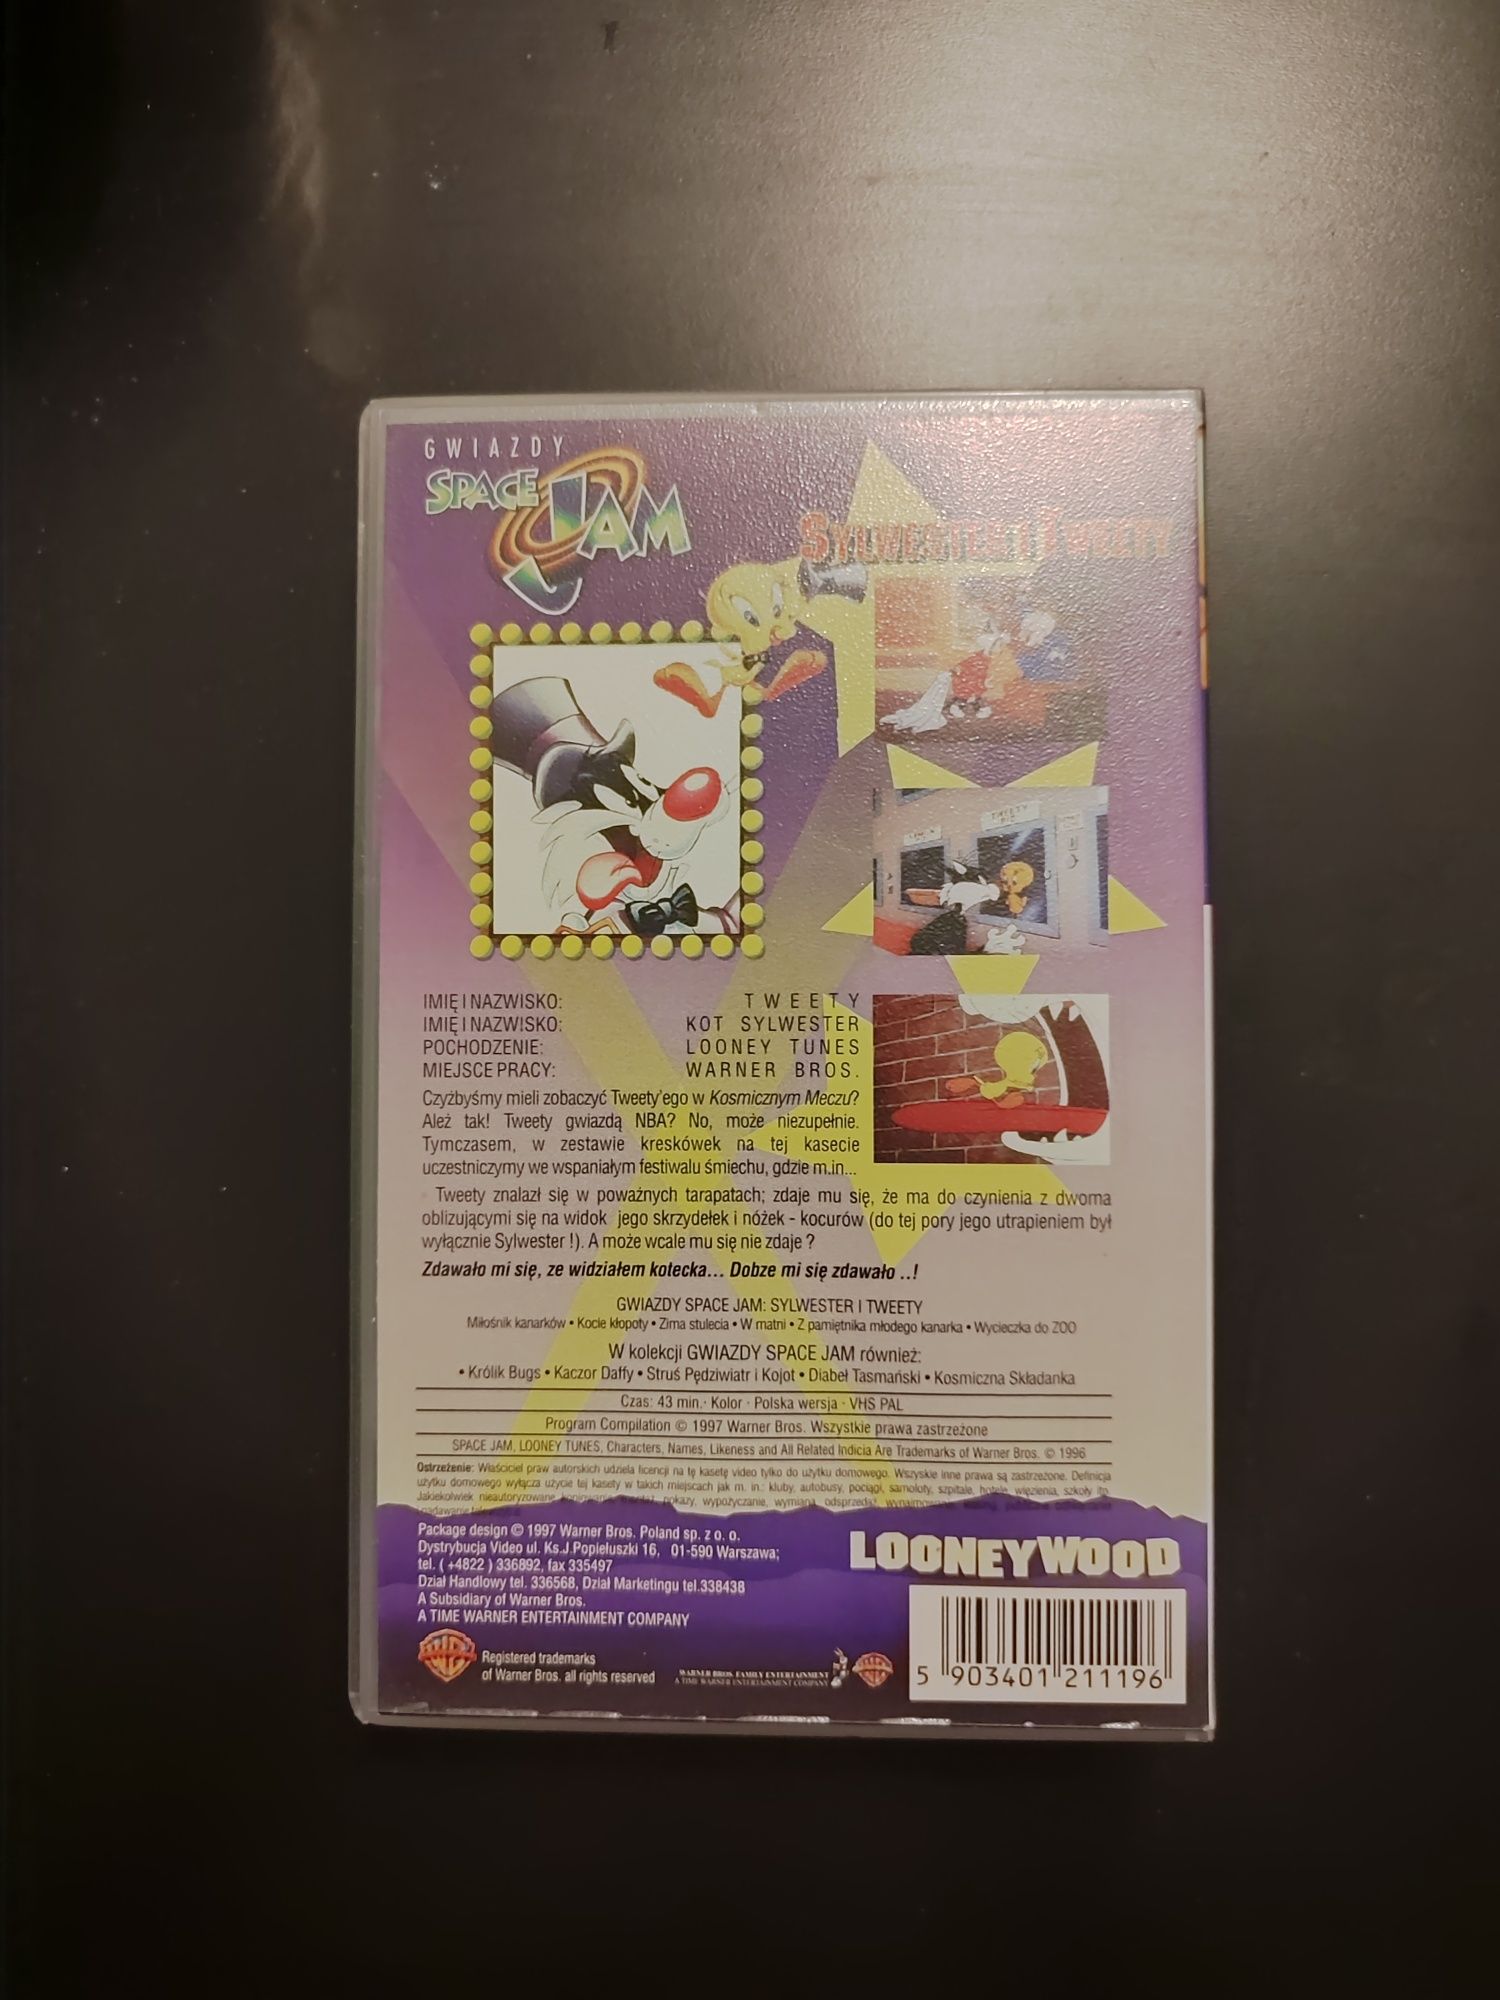 GWIAZDY
SPACE JAM
SYLWESTER I TWEETY
TWEETY
IMIĘ I NAZWISKO: TWEETY
IMIĘ I NAZWISKO: KOT SYLWESTER
POCHODZENIE: LOONEY TUNES
MIEJSCE PRACY: WARNER BROS.
Czyżbyśmy mieli zobaczyć Tweety'ego w Kosmicznym Meczu?
Ależ tak! Tweety gwiazdą NBA? No, może niezupełnie.
Tymczasem, w zestawie kreskówek na tej kasecie
uczestniczymy we wspaniałym festiwalu śmiechu, gdzie m.in...
Tweety znalazł się w poważnych tarapatach; zdaje mu się, że ma do czynienia z dwoma
oblizującymi się na widok jego skrzydełek i nóżek - kocurów (do tej pory jego utrapieniem był
wyłącznie Sylwester !). A może wcale mu się nie zdaje ?
Zdawało mi się, ze widziałem kotecka... Dobze mi się zdawało ..!
GWIAZDY SPACE JAM: SYLWESTER I TWEETY
Miłośnik kanarków • Kocie kłopoty • Zima stulecia • W matni • Z pamiętnika młodego kanarka • Wycieczka do ZOO
W kolekcji GWIAZDY SPACE JAM również:
• Królik Bugs • Kaczor Daffy • Struś Pędziwiatr i Kojot • Diabeł Tasmański • Kosmiczna Składanka
Czas: 43 min. · Kolor · Polska wersja · VHS PAL
Program Compilation © 1997 Warner Bros. Wszystkie prawa zastrzeżone
SPACE JAM, LOONEY TUNES, Characters, Names, Likeness and All Related Indicia Are Trademarks of Warner Bros. © 1996
Ostrzeżenie: Właściciel praw autorskich udziela licencji na tę kasetę video tylko do użytku domowego. Wszyskie inne prawa są zastrzeżone. Definicja
użytku domowego wyłącza użycie tej kasety w takich miejscach jak m. in.: kluby, autobusy, pociągi, samoloty, szpitale, hotele, więzienia, szkoły itp.
Jakiekolwiek nieautoryzowane kopiowanie, montaż, pokazy, wypożyczanie, wymiana, odsprzedaż, wynajmowanie
nadawanie
Package design © 1997 Warner Bros. Poland sp. z o. o.
Dystrybucja Video ul. Ks.J.Popiełuszki 16, 01-590 Warszawa;
tel. ( +4822 ) 336892, fax 335497
Dział Handlowy tel. 336568, Dział Marketingu tel.338438
A Subsidiary of Warner Bros.
A TIME WARNER ENTERTAINMENT COMPANY
LOONEYWOOD
Registered trademarks
of Warner Bros. all rights reserved
WARNER BROS. FAMILY ENTERTAINMENT
A TIME WARNER ENTERTAINMENT COMPANY
5 903401 211196